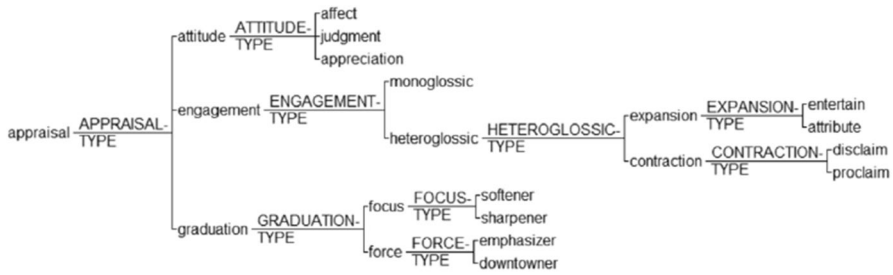 affect
attitude ATTITUDE-TYPE judgment
appreciation
monoglossic
engagement ENGAGEMENT-TYPE
entertain
expansion EXPANSION-TYPE
attribute
appraisal APPRAISAL-TYPE
heteroglossic HETEROGLOSSIC-TYPE
disclaim
contraction CONTRACTION-TYPE
proclaim
softener
focus FOCUS-TYPE
sharpener
graduation GRADUATION-TYPE
emphasizer
force FORCE-TYPE
downtowner